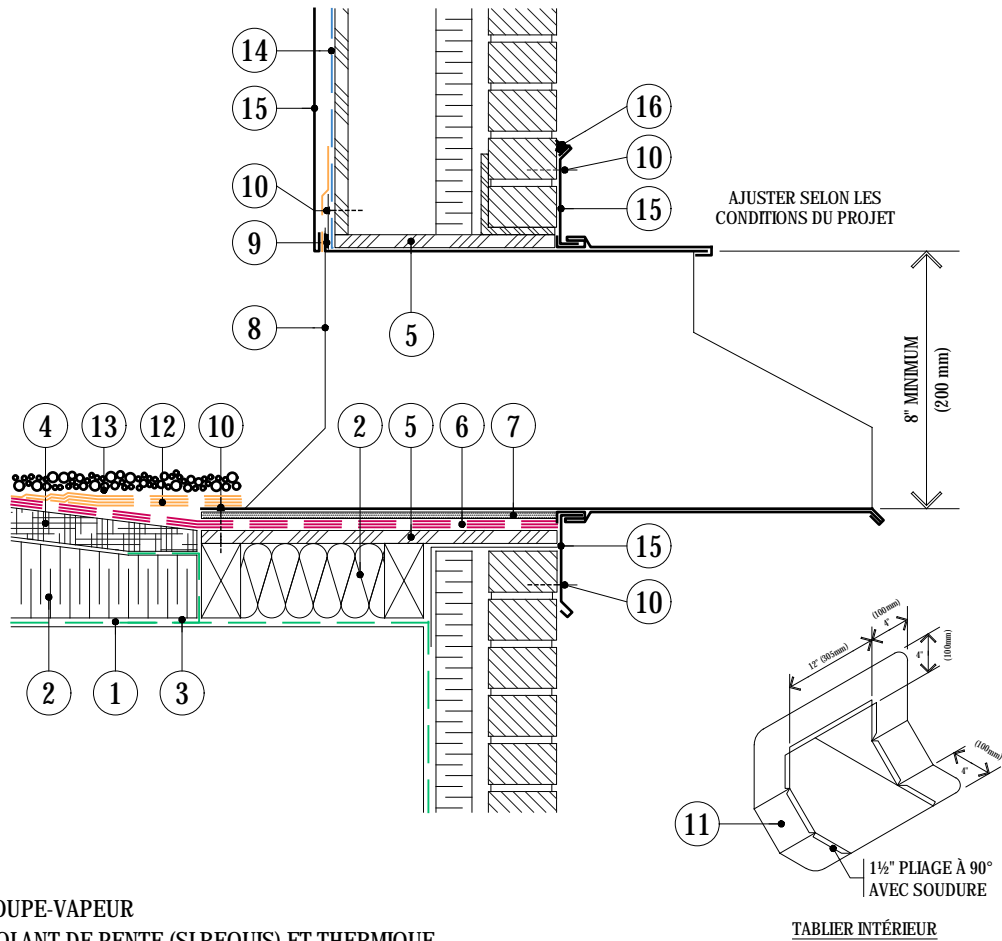 14
15
16
10
10
15
AJUSTER SELON LES
CONDITIONS DU PROJET
9
5
8
8" MINIMUM
(200 mm)
4
13
12
10
2
5
6
7
15
10
2
1
3
12" (305mm)
(100mm)
4"
4"
(100mm)
(100mm)
4"
11
1½" PLIAGE À 90°
AVEC SOUDURE
TABLIER INTÉRIEUR
OUPE-VAPEUR